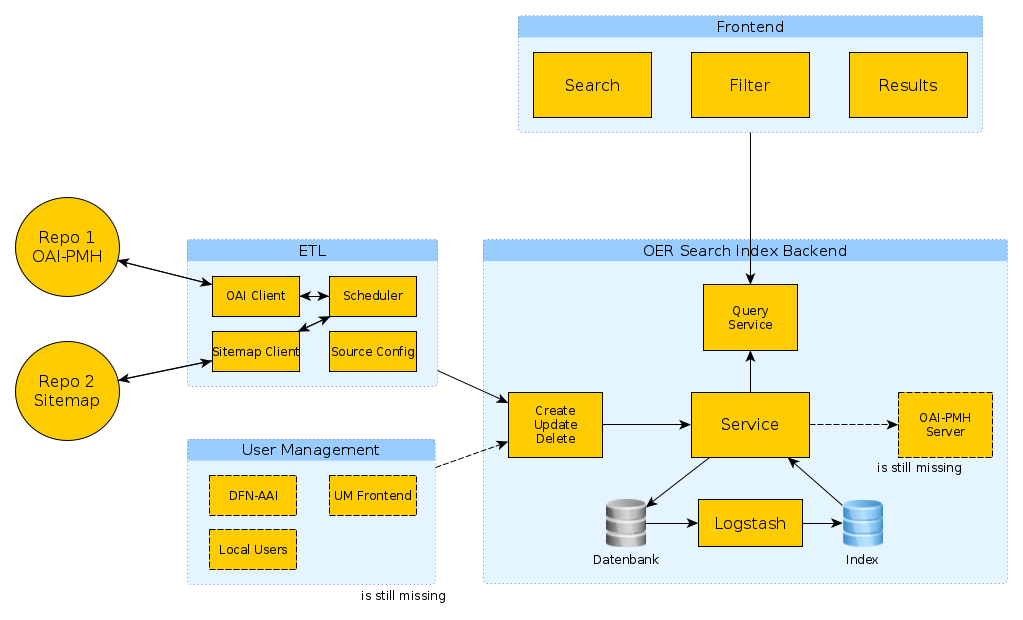 Frontend
Search
Filter
Results
Repo 1
OAI-PMH
Repo 2
Sitemap
ETL
OAI Client
Scheduler
Sitemap Client
Source Config
User Management
DFN-AAI
UM Frontend
Local Users
is still missing
OER Search Index Backend
Query
Service
Create
Update
Delete
Service
OAI-PMH
Server
is still missing
Datenbank
Logstash
Index